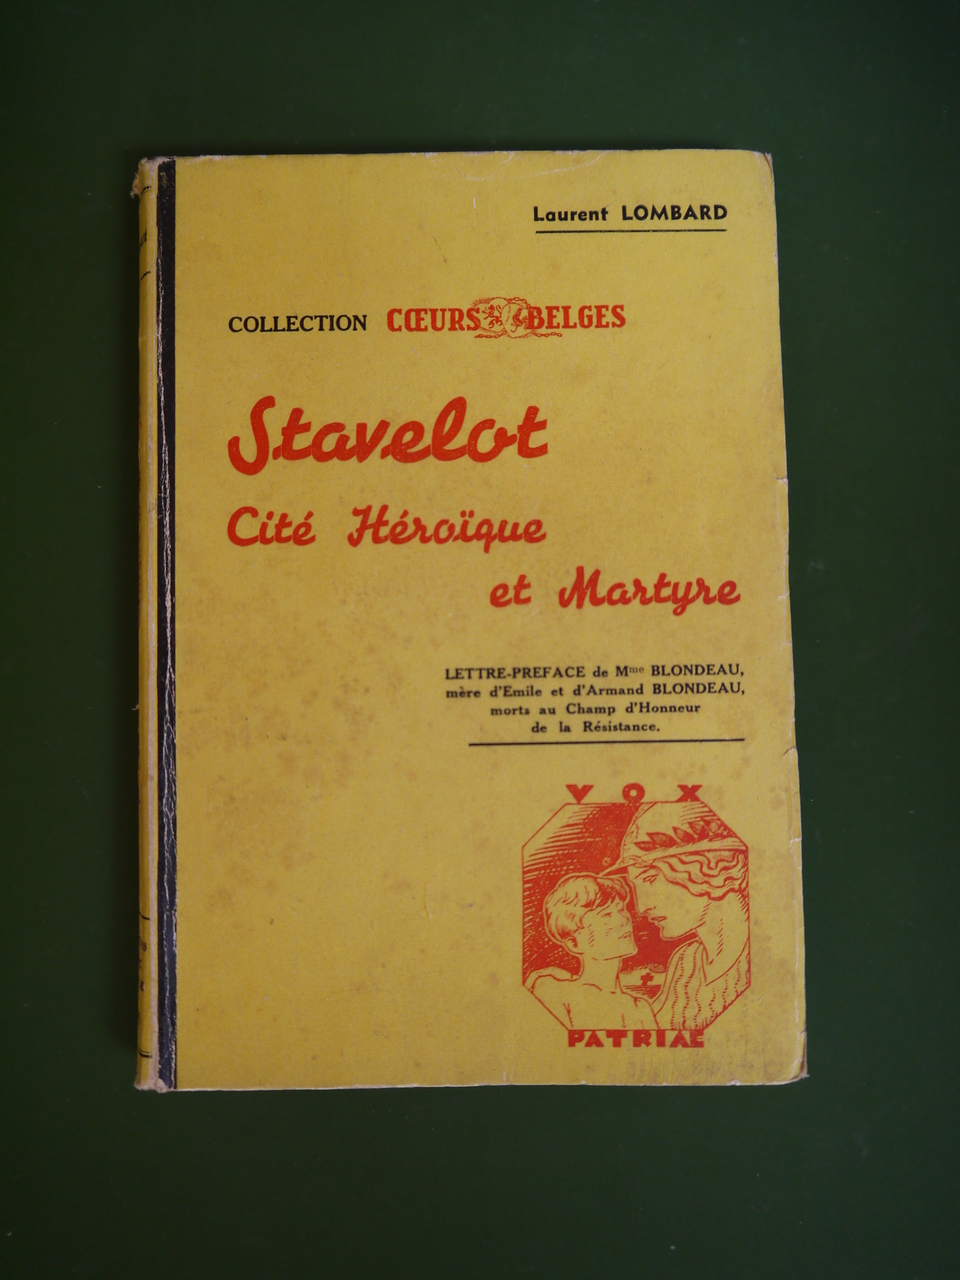 Laurent LOMBARD
COLLECTION CŒURS BELGES
Stavelot
Cité Héroïque
et Martyre
LETTRE-PREFACE de Mme BLONDEAU,
mère d'Emile et d'Armand BLONDEAU,
morts au Champ d'Honneur
de la Résistance.
VOX
PATRIAE